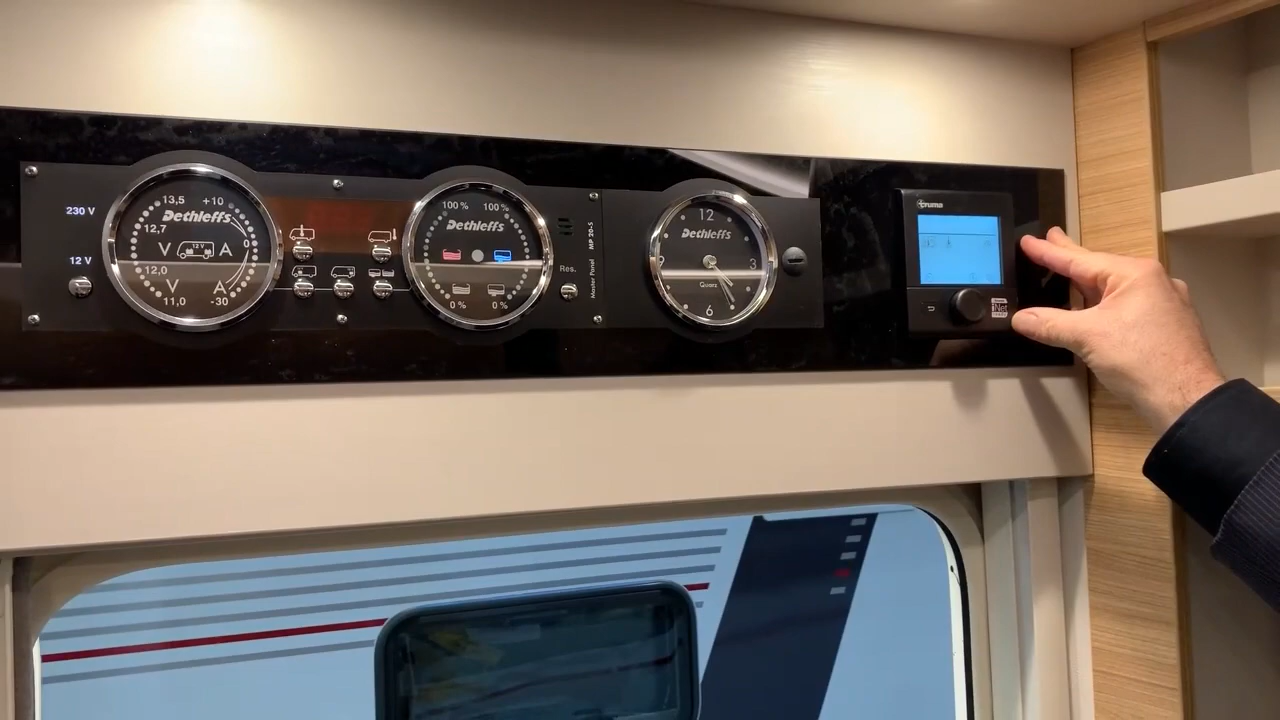 230 V
12 V
13,5 +10
Dethleffs
12,7 0
V 12 V A
12,0
V A
11,0 -30
100 % 100 %
Dethleffs
0 % 0 %
Res.
Master Panel MP 20-S
12
Dethleffs
9 3
Quarz
6
truma
iNet